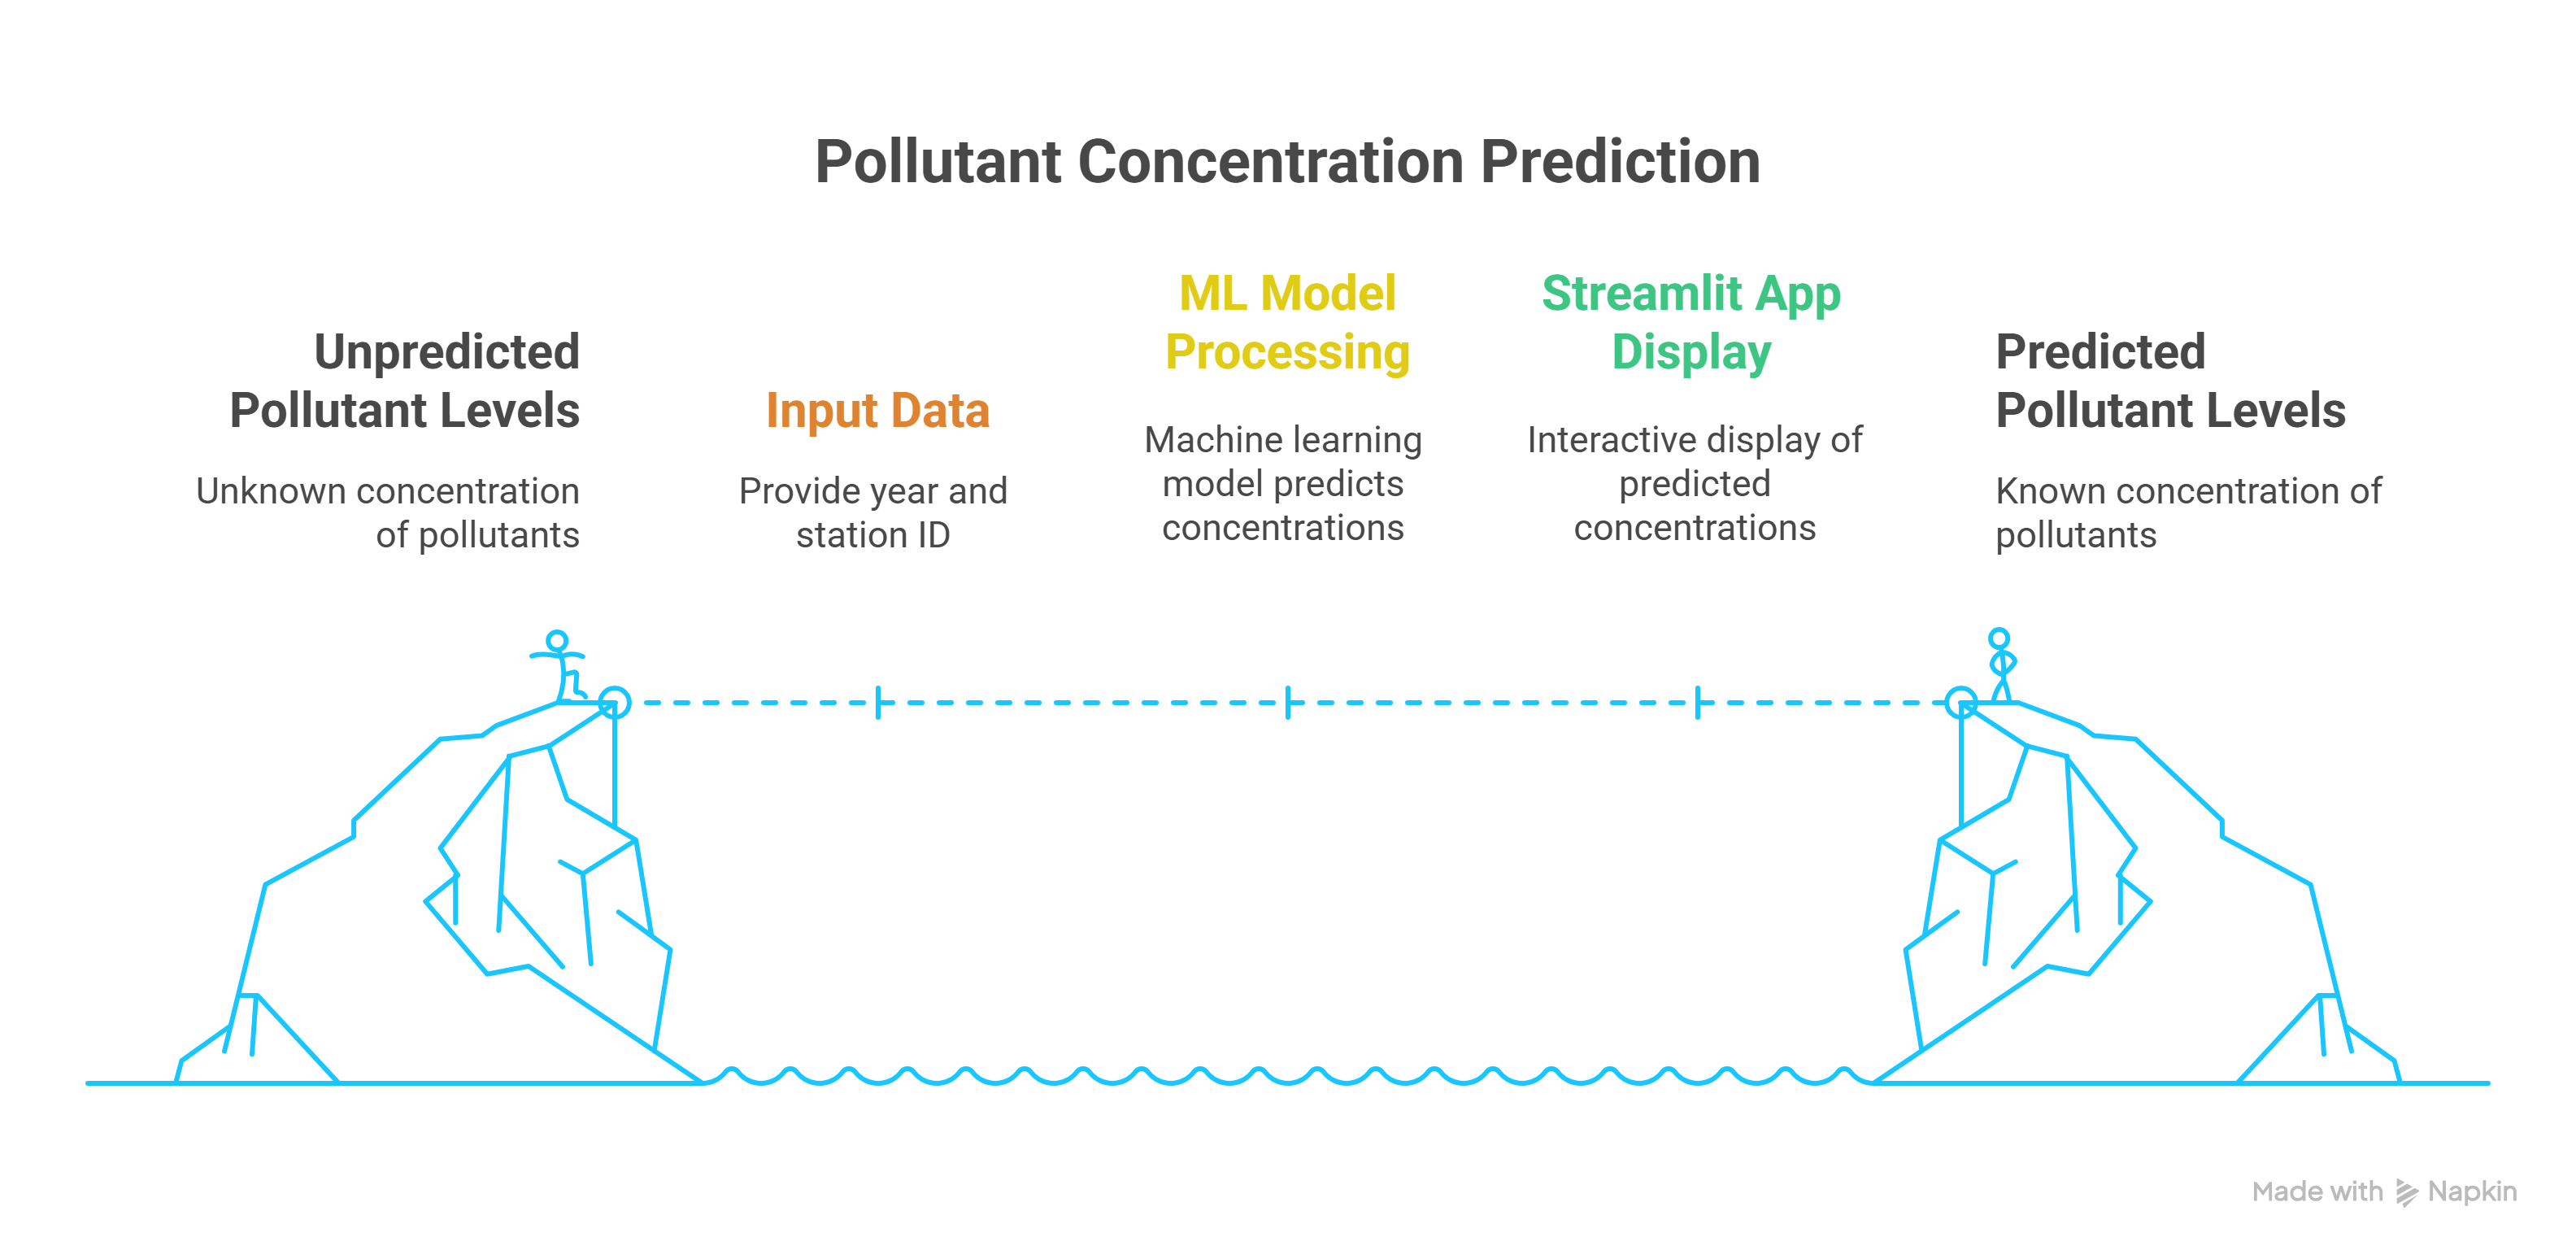 Pollutant Concentration Prediction
Unpredicted
Pollutant Levels
Unknown concentration
of pollutants
Input Data
Provide year and
station ID
ML Model
Processing
Machine learning
model predicts
concentrations
Streamlit App
Display
Interactive display of
predicted
concentrations
Predicted
Pollutant Levels
Known concentration of
pollutants
Made with Napkin